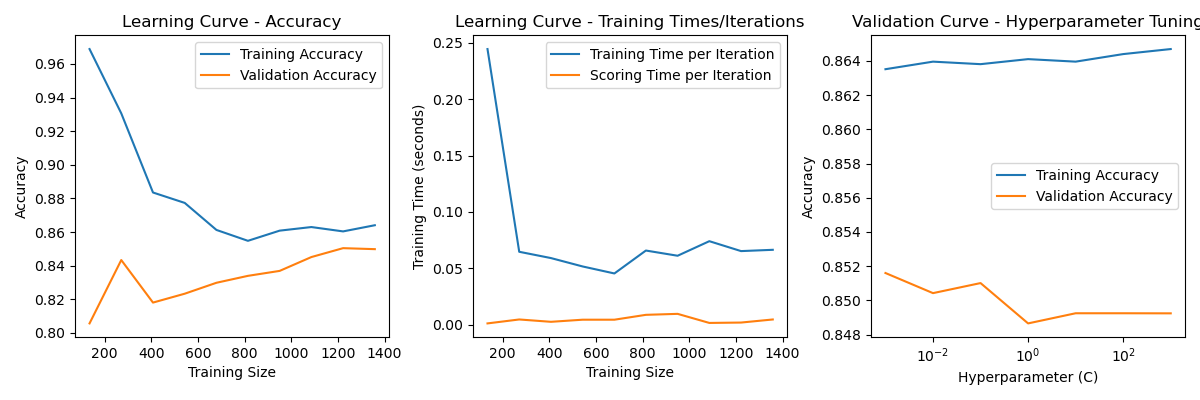 Learning Curve - Accuracy
Training Accuracy
Validation Accuracy
0.96
0.94
0.92
0.90
0.88
0.86
0.84
0.82
0.80
Accuracy
200 400 600 800 1000 1200 1400
Training Size
Learning Curve - Training Times/Iterations
Training Time per Iteration
Scoring Time per Iteration
0.25
0.20
0.15
0.10
0.05
0.00
Training Time (seconds)
200 400 600 800 1000 1200 1400
Training Size
Validation Curve - Hyperparameter Tuning
0.864
0.862
0.860
0.858
0.856
0.854
0.852
0.850
0.848
Accuracy
Training Accuracy
Validation Accuracy
10⁻² 10⁰ 10²
Hyperparameter (C)